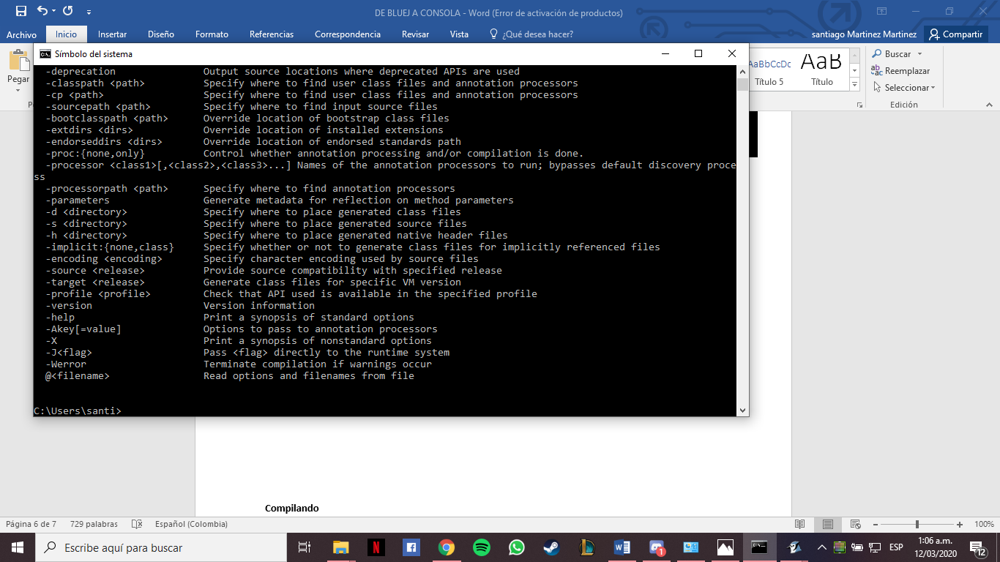 DE BLUEJ A CONSOLA - Word (Error de activación de productos)
Archivo Inicio Insertar Diseño Formato Referencias Correspondencia Revisar Vista ¿Qué desea hacer? santiago Martinez Martinez Compartir
Pegar
Símbolo del sistema
AaBbCcDc AaB
Título 5 Título
Buscar
Reemplazar
Seleccionar
Edición
-deprecation Output source locations where deprecated APIs are used
-classpath <path> Specify where to find user class files and annotation processors
-cp <path> Specify where to find user class files and annotation processors
-sourcepath <path> Specify where to find input source files
-bootclasspath <path> Override location of bootstrap class files
-extdirs <dirs> Override location of installed extensions
-endorseddirs <dirs> Override location of endorsed standards path
-proc:{none,only} Control whether annotation processing and/or compilation is done.
-processor <class1>[,<class2>,<class3>...] Names of the annotation processors to run; bypasses default discovery proce
ss
-processorpath <path> Specify where to find annotation processors
-parameters Generate metadata for reflection on method parameters
-d <directory> Specify where to place generated class files
-s <directory> Specify where to place generated source files
-h <directory> Specify where to place generated native header files
-implicit:{none,class} Specify whether or not to generate class files for implicitly referenced files
-encoding <encoding> Specify character encoding used by source files
-source <release> Provide source compatibility with specified release
-target <release> Generate class files for specific VM version
-profile <profile> Check that API used is available in the specified profile
-version Version information
-help Print a synopsis of standard options
-Akey[=value] Options to pass to annotation processors
-X Print a synopsis of nonstandard options
-J<flag> Pass <flag> directly to the runtime system
-Werror Terminate compilation if warnings occur
@<filename> Read options and filenames from file
C:\Users\santi>
Compilando
Página 6 de 7 729 palabras Español (Colombia) 100%
Escribe aquí para buscar
ESP
1:06 a.m.
12/03/2020
12